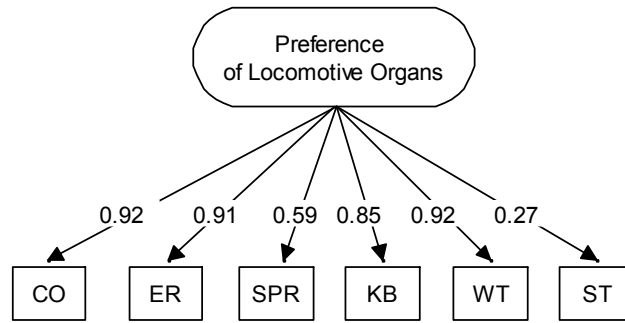 Preference
of Locomotive Organs
0.92 0.91 0.59 0.85 0.92 0.27
CO ER SPR KB WT ST